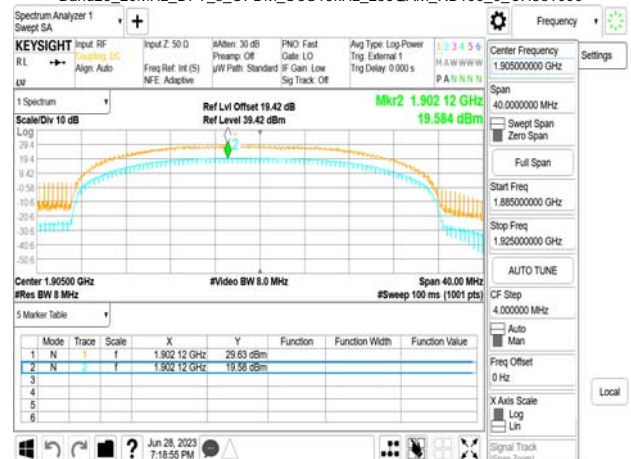 Spectrum Analyzer 1
Swept SA
Frequency
KEYSIGHT
Input: RF
Coupling: DC
Align: Auto
Input Z: 50 Ω
Freq Ref: Int (S)
NFE: Adaptive
#Atten: 30 dB
Preamp: Off
µW Path: Standard
PNO: Fast
Gate: LO
IF Gain: Low
Sig Track: Off
Avg Type: Log-Power
Trig: External 1
Trig Delay: 0.000 s
1 2 3 4 5 6
M A W W W W
P A N N N N
RL
LV
Center Frequency
1.905000000 GHz
Settings
Span
40.0000000 MHz
Swept Span
Zero Span
Full Span
Start Freq
1.885000000 GHz
Stop Freq
1.925000000 GHz
AUTO TUNE
CF Step
4.000000 MHz
Auto
Man
Freq Offset
0 Hz
X Axis Scale
Log
Lin
Signal Track
Local
1 Spectrum
Scale/Div 10 dB
Log
Ref Lvl Offset 19.42 dB
Ref Level 39.42 dBm
Mkr2 1.902 12 GHz
19.584 dBm
29.4
19.4
9.42
-0.58
-10.6
-20.6
-30.6
-40.6
-50.6
2
Center 1.90500 GHz
#Video BW 8.0 MHz
Span 40.00 MHz
#Res BW 8 MHz
#Sweep 100 ms (1001 pts)
5 Marker Table
Mode Trace Scale X Y Function Function Width Function Value
1 N 1 f 1.902 12 GHz 29.63 dBm
2 N 2 f 1.902 12 GHz 19.58 dBm
3
4
5
6
Jun 28, 2023
7:18:55 PM